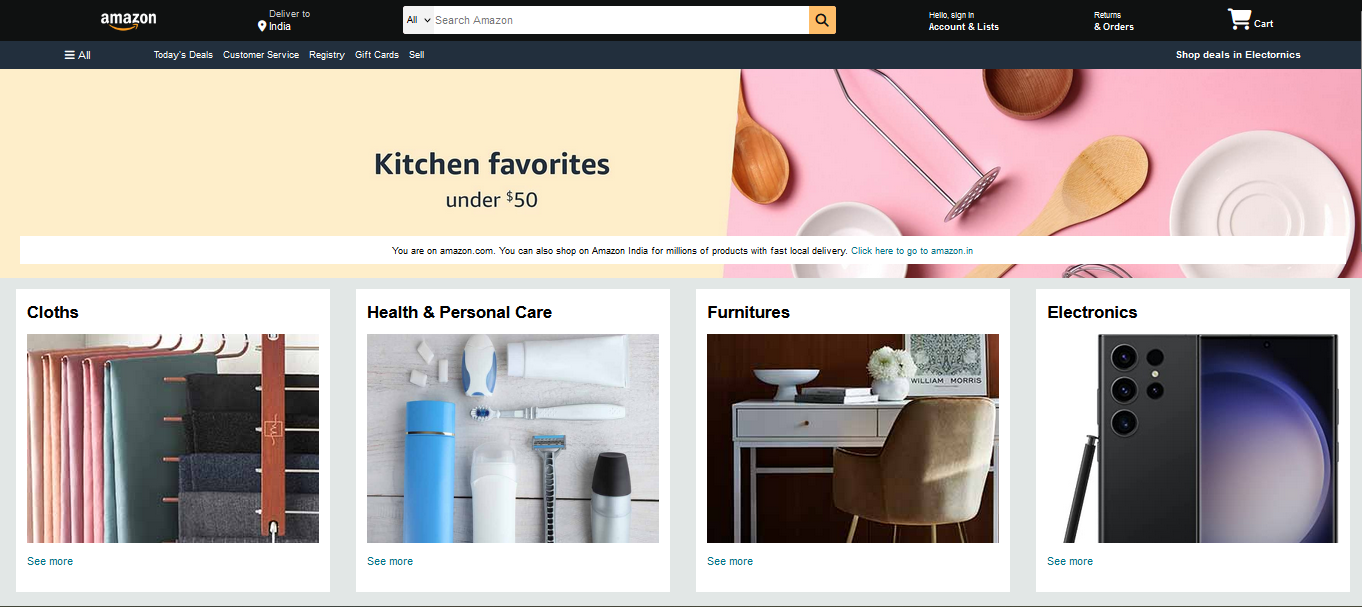 amazon
Deliver to
India
All
Search Amazon
Hello, sign in
Account & Lists
Returns
& Orders
Cart
All
Today's Deals Customer Service Registry Gift Cards Sell
Shop deals in Electornics
Kitchen favorites
under $50
You are on amazon.com. You can also shop on Amazon India for millions of products with fast local delivery. Click here to go to amazon.in
Cloths
Health & Personal Care
Furnitures
Electronics
WILLIAM MORRIS
See more
See more
See more
See more